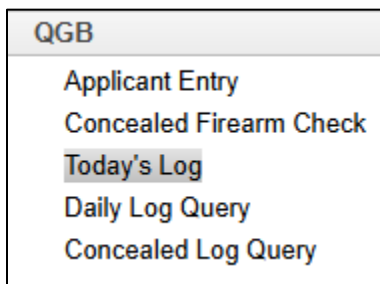 QGB
Applicant Entry
Concealed Firearm Check
Today's Log
Daily Log Query
Concealed Log Query